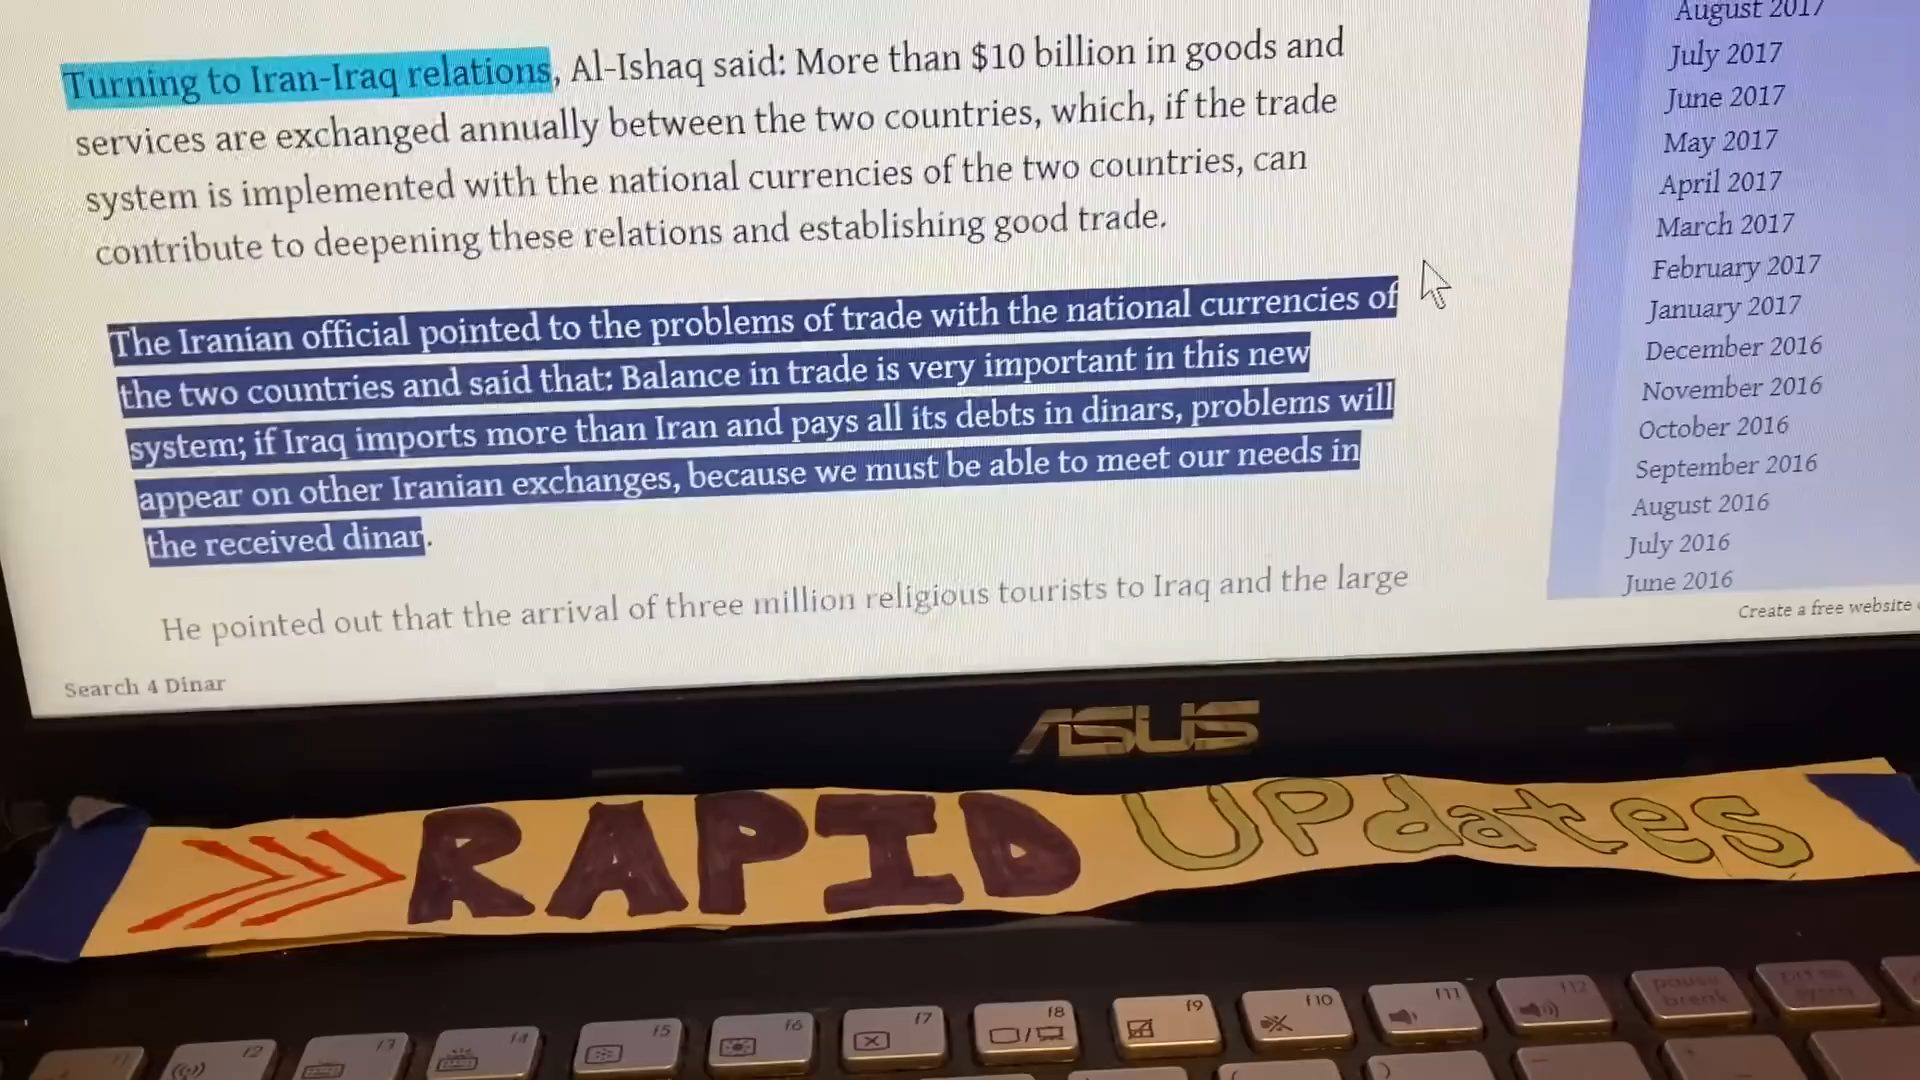 Turning to Iran-Iraq relations, Al-Ishaq said: More than $10 billion in goods and
services are exchanged annually between the two countries, which, if the trade
system is implemented with the national currencies of the two countries, can
contribute to deepening these relations and establishing good trade.
The Iranian official pointed to the problems of trade with the national currencies of
the two countries and said that: Balance in trade is very important in this new
system; if Iraq imports more than Iran and pays all its debts in dinars, problems will
appear on other Iranian exchanges, because we must be able to meet our needs in
the received dinar.
He pointed out that the arrival of three million religious tourists to Iraq and the large
Search 4 Dinar
August 2017
July 2017
June 2017
May 2017
April 2017
March 2017
February 2017
January 2017
December 2016
November 2016
October 2016
September 2016
August 2016
July 2016
June 2016
Create a free website
ASUS
RAPID UPdates
f2
f4
f5
f6
f7
f8
f9
f10
f11
f12
pause
break